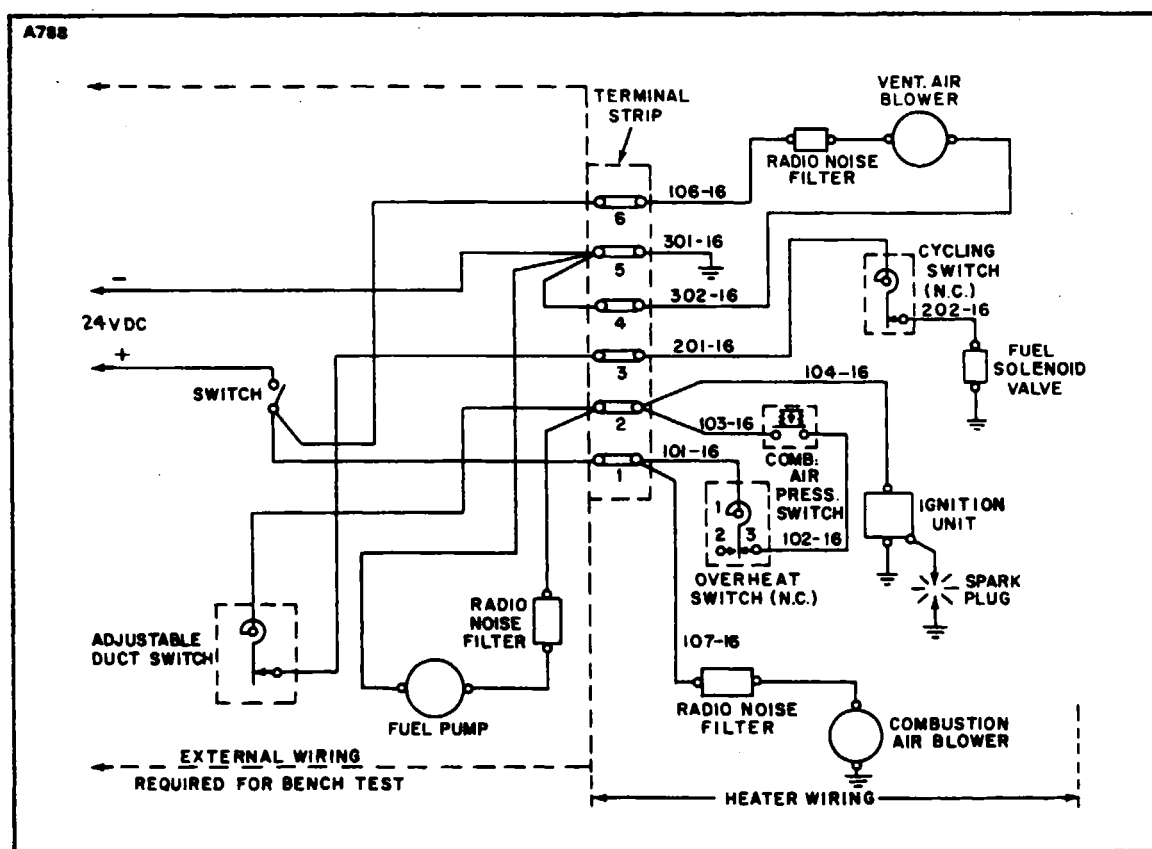 A788
TERMINAL
STRIP
VENT. AIR
BLOWER
RADIO NOISE
FILTER
106-16
6
301-16
5
302-16
4
201-16
3
104-16
2
103-16
101-16
1
CYCLING
SWITCH
(N.C.)
202-16
FUEL
SOLENOID
VALVE
-
24 V DC
+
SWITCH
COMB.
AIR
PRESS.
SWITCH
1
2
3
102-16
OVERHEAT
SWITCH (N.C.)
IGNITION
UNIT
SPARK
PLUG
ADJUSTABLE
DUCT SWITCH
RADIO
NOISE
FILTER
FUEL PUMP
107-16
RADIO NOISE
FILTER
COMBUSTION
AIR BLOWER
EXTERNAL WIRING
REQUIRED FOR BENCH TEST
HEATER WIRING